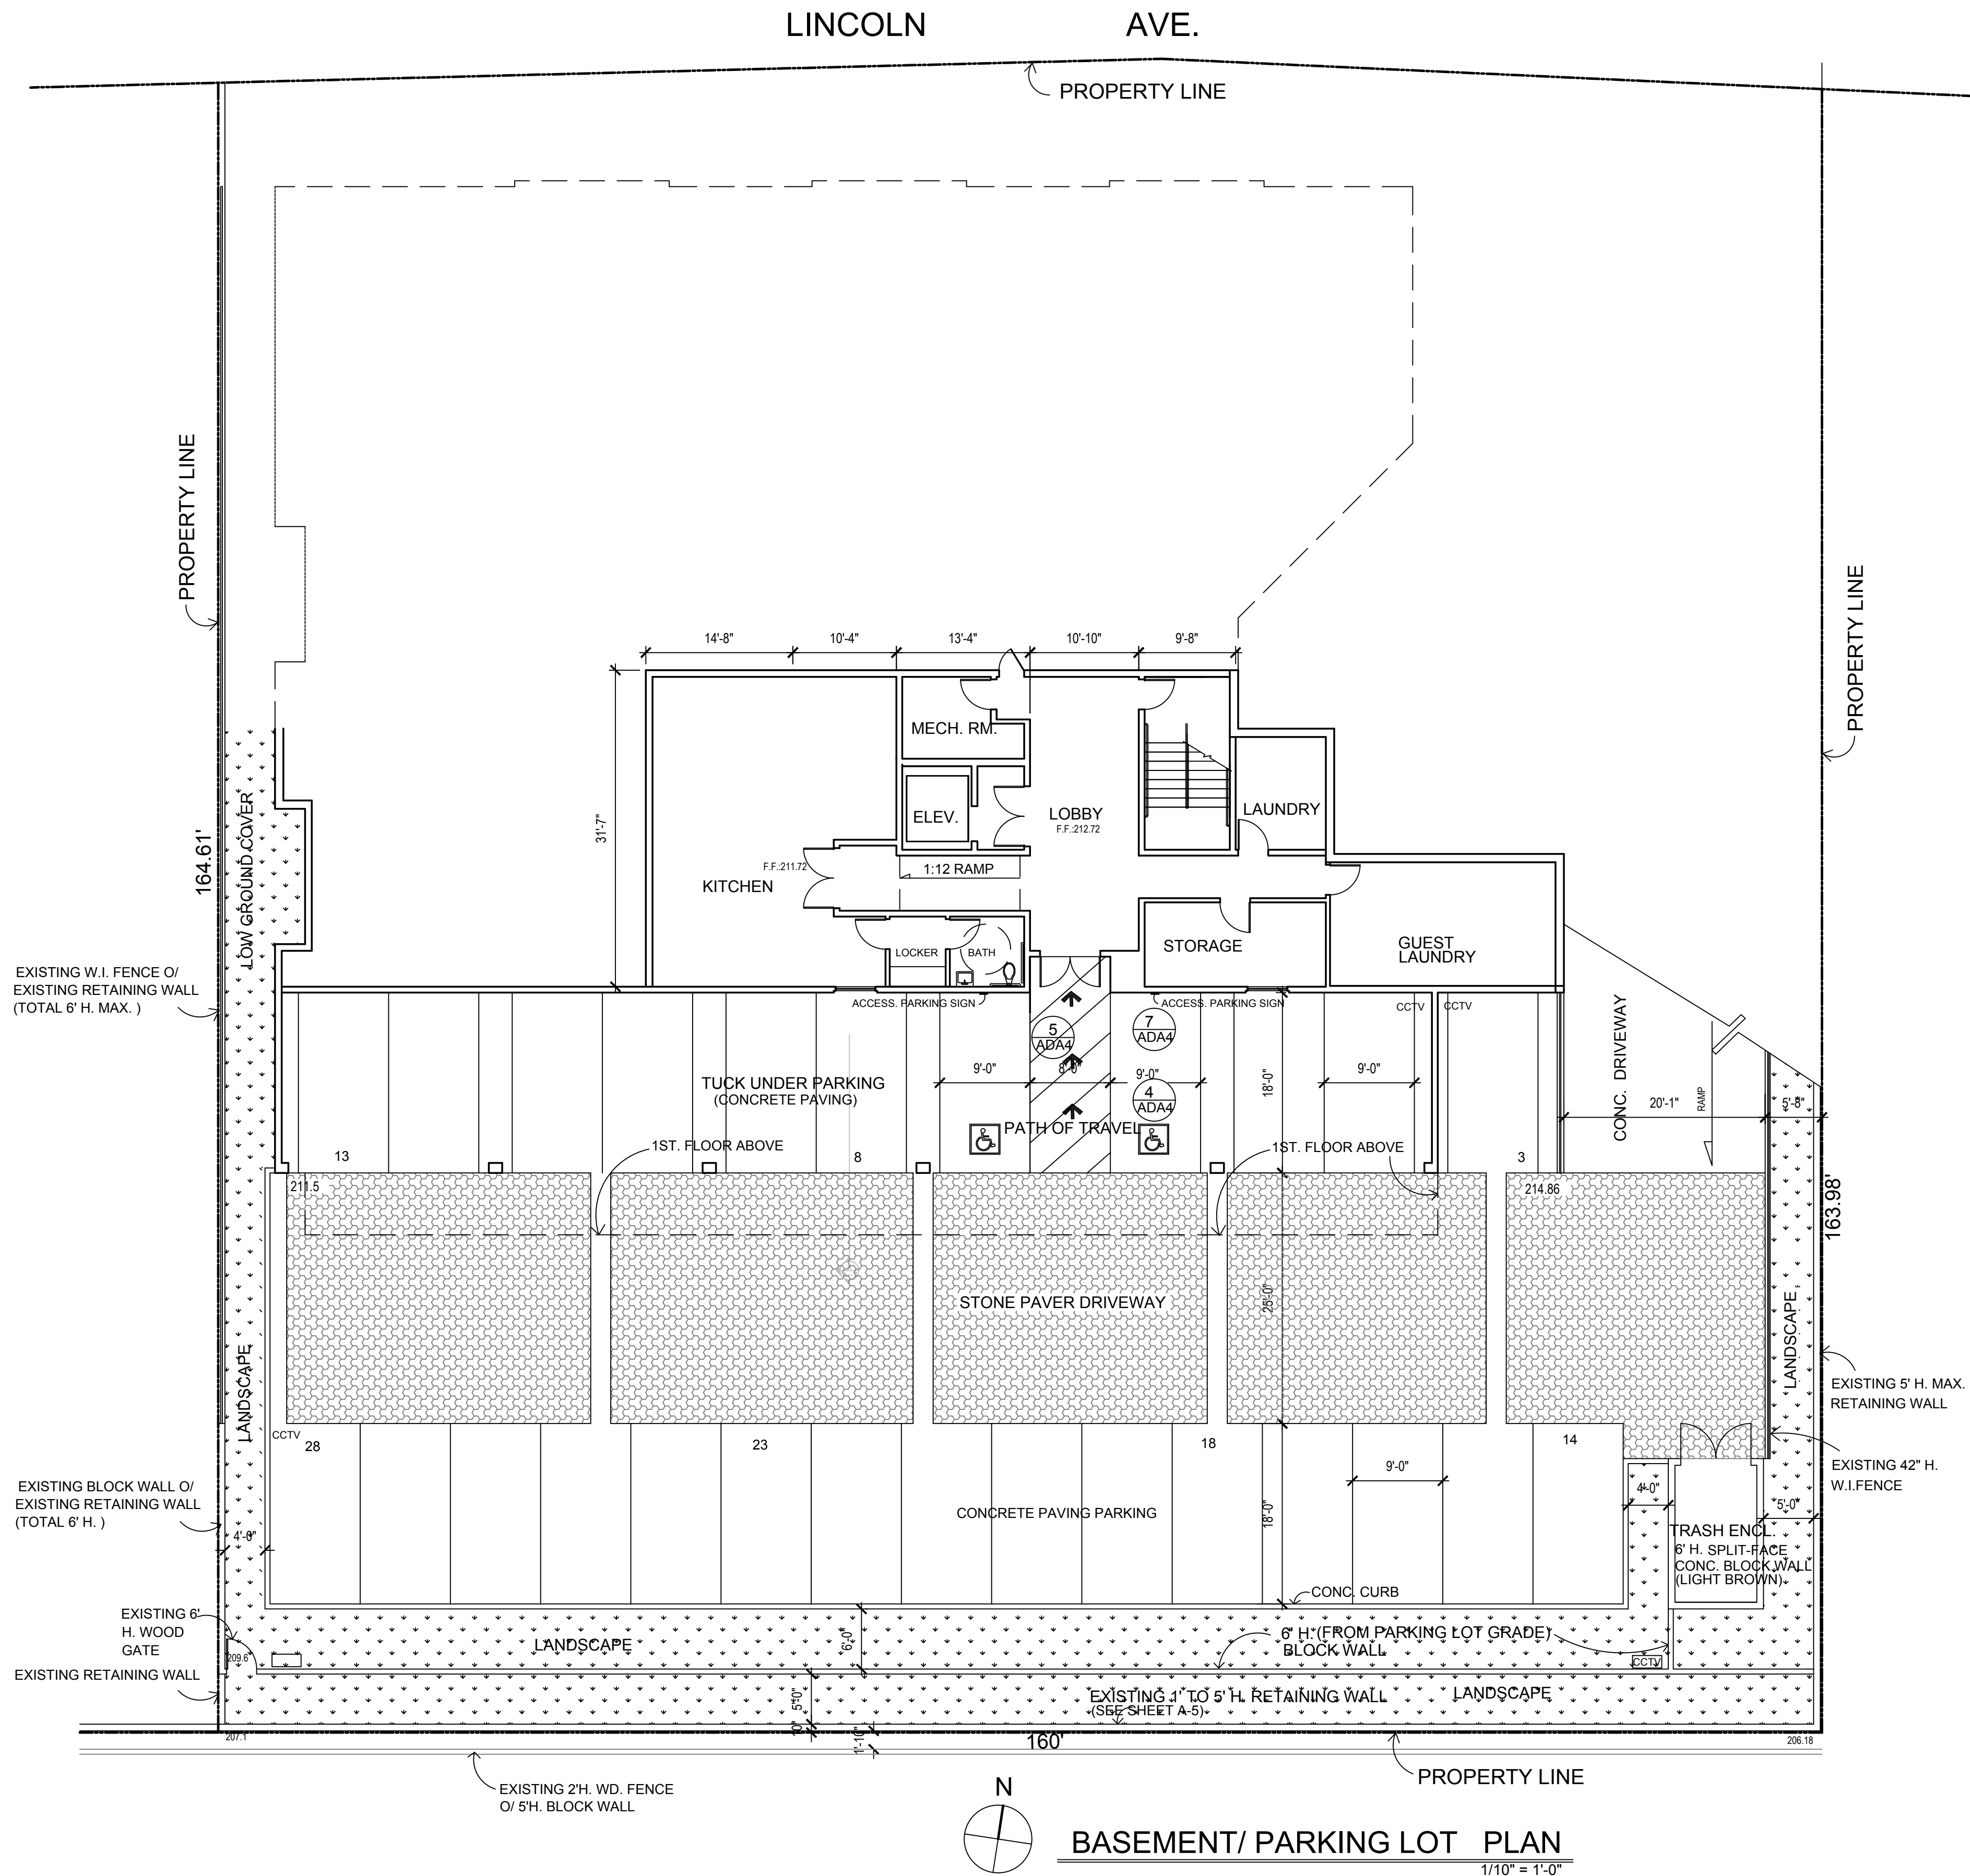 LINCOLN AVE.
PROPERTY LINE
PROPERTY LINE
PROPERTY LINE
14'-8" 10'-4" 13'-4" 10'-10" 9'-8"
31'-7"
MECH. RM.
ELEV.
LOBBY
F.F.:212.72
LAUNDRY
F.F.:211.72
KITCHEN
1:12 RAMP
LOCKER
BATH
STORAGE
GUEST
LAUNDRY
164.61'
LOW GROUND COVER
EXISTING W.I. FENCE O/
EXISTING RETAINING WALL
(TOTAL 6' H. MAX. )
ACCESS. PARKING SIGN
ACCESS. PARKING SIGN
CCTV
CCTV
5
ADA4
7
ADA4
4
ADA4
9'-0" 8'-0" 9'-0"
18'-0"
9'-0"
TUCK UNDER PARKING
(CONCRETE PAVING)
PATH OF TRAVEL
CONC. DRIVEWAY
RAMP
20'-1"
5'-8"
1ST. FLOOR ABOVE
1ST. FLOOR ABOVE
13
8
3
211.5
214.86
163.98'
STONE PAVER DRIVEWAY
25'-0"
LANDSCAPE
LANDSCAPE
EXISTING 5' H. MAX.
RETAINING WALL
CCTV
28
23
18
14
9'-0"
EXISTING 42" H.
W.I.FENCE
EXISTING BLOCK WALL O/
EXISTING RETAINING WALL
(TOTAL 6' H. )
4'-0"
CONCRETE PAVING PARKING
18'-0"
4'-0"
5'-0"
TRASH ENCL.
6' H. SPLIT-FACE
CONC. BLOCK WALL
(LIGHT BROWN)
CONC. CURB
EXISTING 6'
H. WOOD
GATE
209.6
EXISTING RETAINING WALL
LANDSCAPE
6'-0"
6' H. (FROM PARKING LOT GRADE)
BLOCK WALL
CCTV
5'-0"
10"
EXISTING 1' TO 5' H. RETAINING WALL
(SEE SHEET A-5)
LANDSCAPE
207.1
1'-10"
160'
206.18
EXISTING 2'H. WD. FENCE
O/ 5'H. BLOCK WALL
PROPERTY LINE
N
BASEMENT/ PARKING LOT PLAN
1/10" = 1'-0"